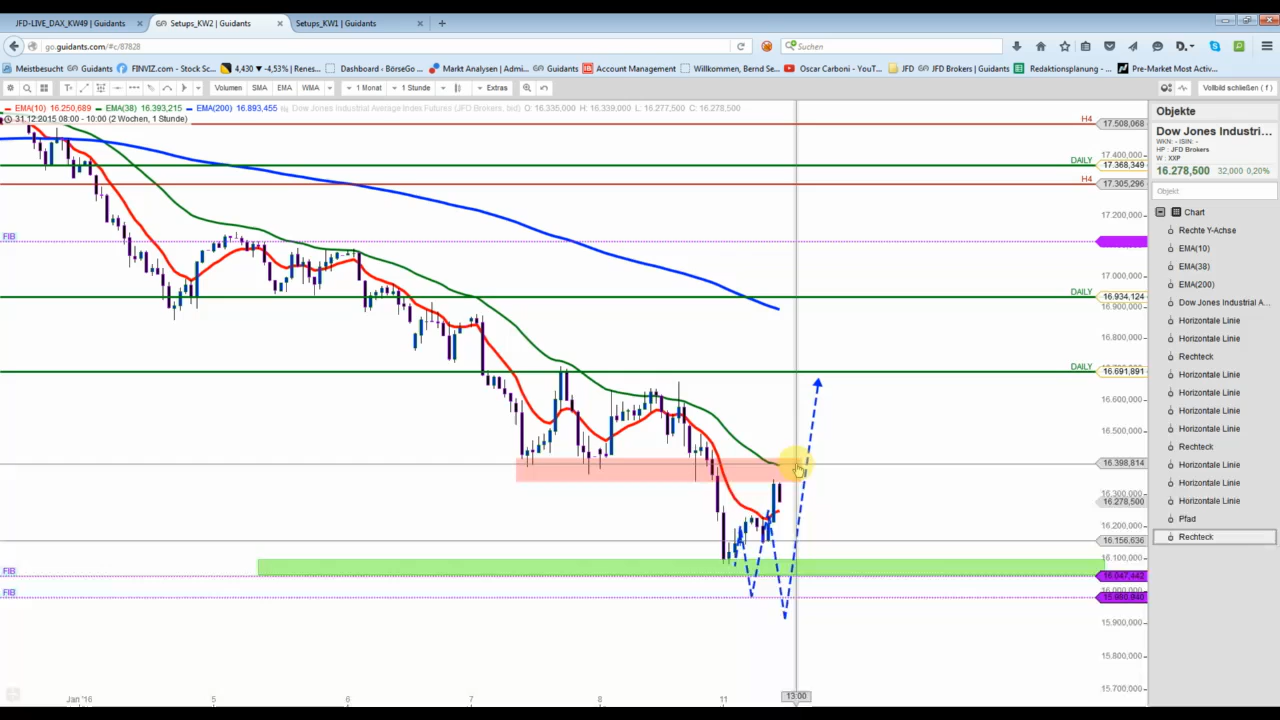 JFD-LIVE_DAX_KW49 | Guidants
Setups_KW2 | Guidants
Setups_KW1 | Guidants
go.guidants.com/#c/87828
Suchen
Meistbesucht
Guidants
FINVIZ.com - Stock Sc...
4,430 ▼ -4,53% | Renes...
Dashboard - BörseGo ...
Markt Analysen | Admi...
Guidants
Account Management
Willkommen, Bernd Se...
Oscar Carboni - YouT...
JFD
JFD Brokers | Guidants
Redaktionsplanung - ...
Pre-Market Most Activ...
Volumen SMA EMA WMA 1 Monat 1 Stunde Extras
Vollbild schließen ( f )
EMA(10) 16.250,689 EMA(38) 16.393,215 EMA(200) 16.893,455 Dow Jones Industrial Average-Index Futures (JFD Brokers, bid) O: 16.335,000 H: 16.339,000 L: 16.277,500 C: 16.278,500
31.12.2015 08:00 - 10:00 (2 Wochen, 1 Stunde)
H4 17.508,068
17.400,000
DAILY 17.368,349
H4 17.305,296
17.200,000
FIB
17.000,000
DAILY 16.934,124
16.900,000
16.800,000
DAILY 16.691,891
16.600,000
16.500,000
16.398,814
16.300,000
16.278,500
16.200,000
16.156,636
16.100,000
FIB 16.047,442
16.000,000
FIB
15.900,000
15.800,000
15.700,000
Jan '16 5 6 7 8 11 13:00
Objekte
Dow Jones Industri...
WKN: - ISIN: -
HP : JFD Brokers
W : XXP
16.278,500 32,000 0,20%
Objekt
Chart
Rechte Y-Achse
EMA(10)
EMA(38)
EMA(200)
Dow Jones Industrial A...
Horizontale Linie
Horizontale Linie
Rechteck
Horizontale Linie
Horizontale Linie
Horizontale Linie
Horizontale Linie
Rechteck
Horizontale Linie
Horizontale Linie
Horizontale Linie
Pfad
Rechteck